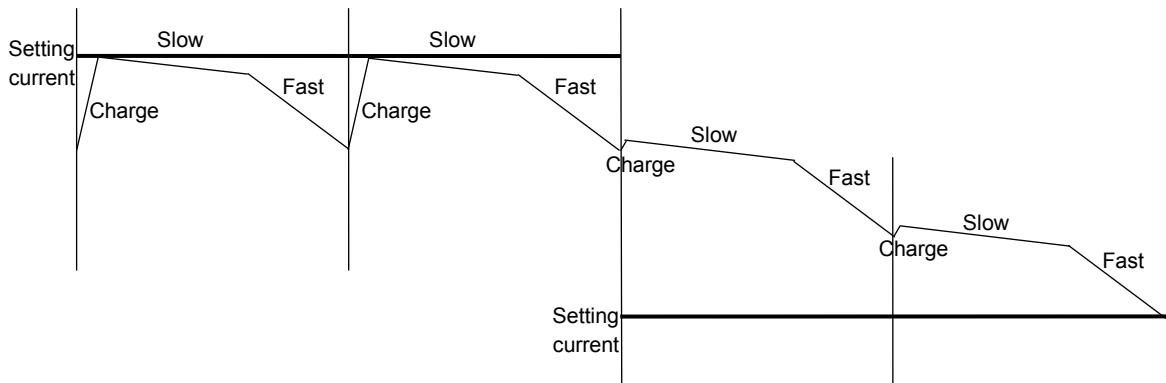 Slow
Slow
Setting
current
Fast
Fast
Charge
Charge
Slow
Charge
Fast
Slow
Charge
Fast
Setting
current